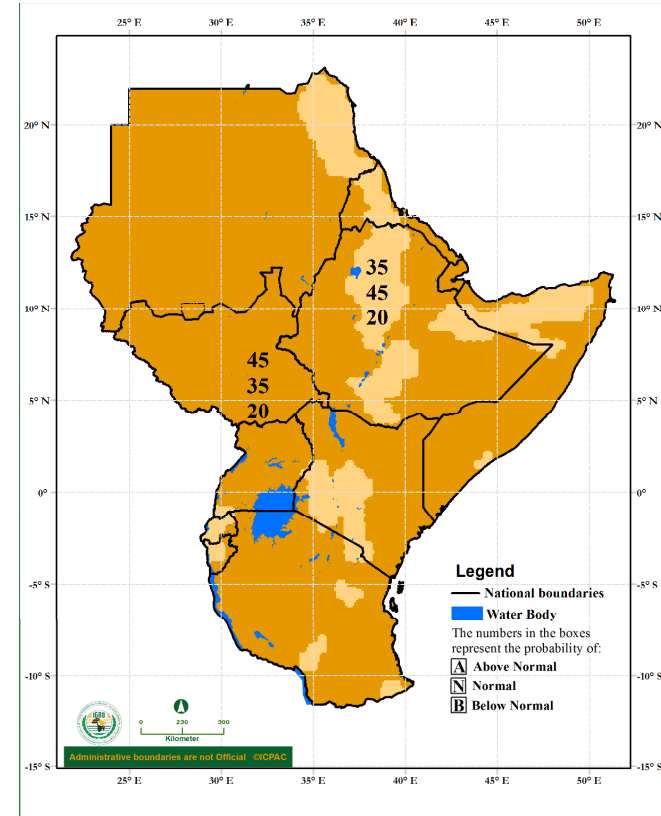 25° E 30° E 35° E 40° E 45° E 50° E
20° N 20° N
15° N 15° N
35
10° N 45 10° N
20
45
35
5° N 20 5° N
0° 0°
Legend
National boundaries
-5° S -5° S
Water Body
The numbers in the boxes
represent the probability of:
A Above Normal
-10° S -10° S
N Normal
B Below Normal
IGAD
0 230 300
Kilometer
Administrative boundaries are not Official ©ICPAC
-15° S -15° S
25° E 30° E 35° E 40° E 45° E 50° E